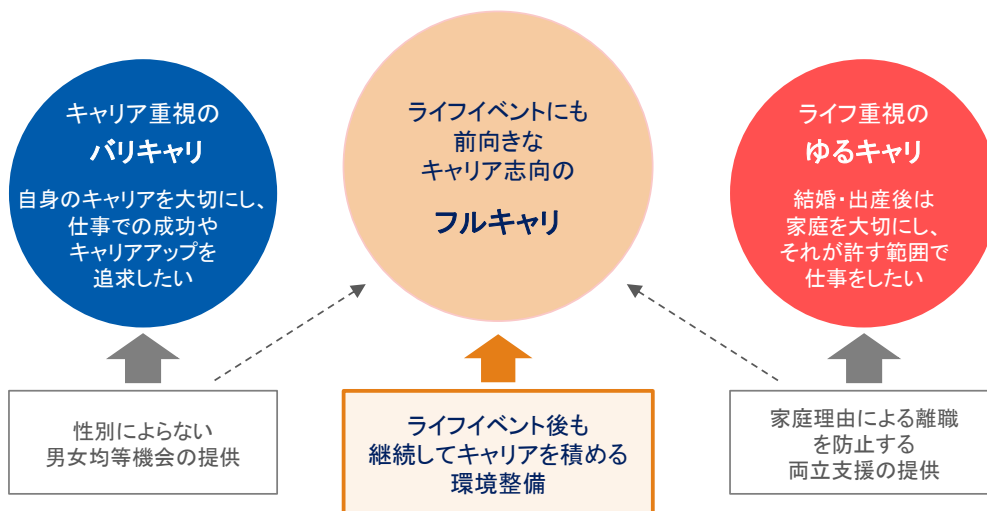 キャリア重視の
バリキャリ
自身のキャリアを大切にし、
仕事での成功や
キャリアアップを
追求したい
ライフイベントにも
前向きな
キャリア志向の
フルキャリ
ライフ重視の
ゆるキャリ
結婚・出産後は
家庭を大切にし、
それが許す範囲で
仕事をしたい
性別によらない
男女均等機会の提供
ライフイベント後も
継続してキャリアを積める
環境整備
家庭理由による離職
を防止する
両立支援の提供